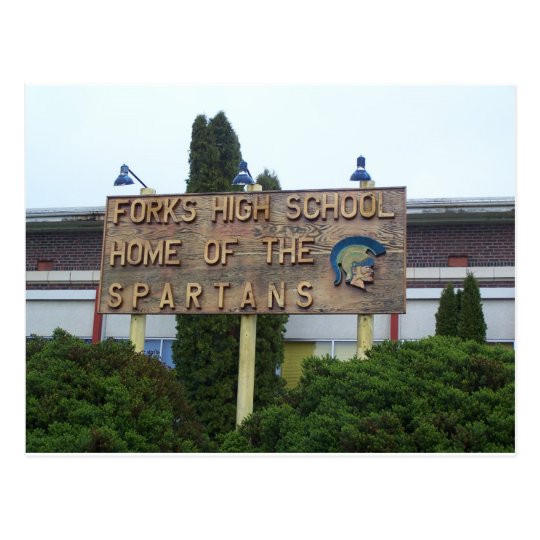 FORKS HIGH SCHOOL
HOME OF THE
SPARTANS